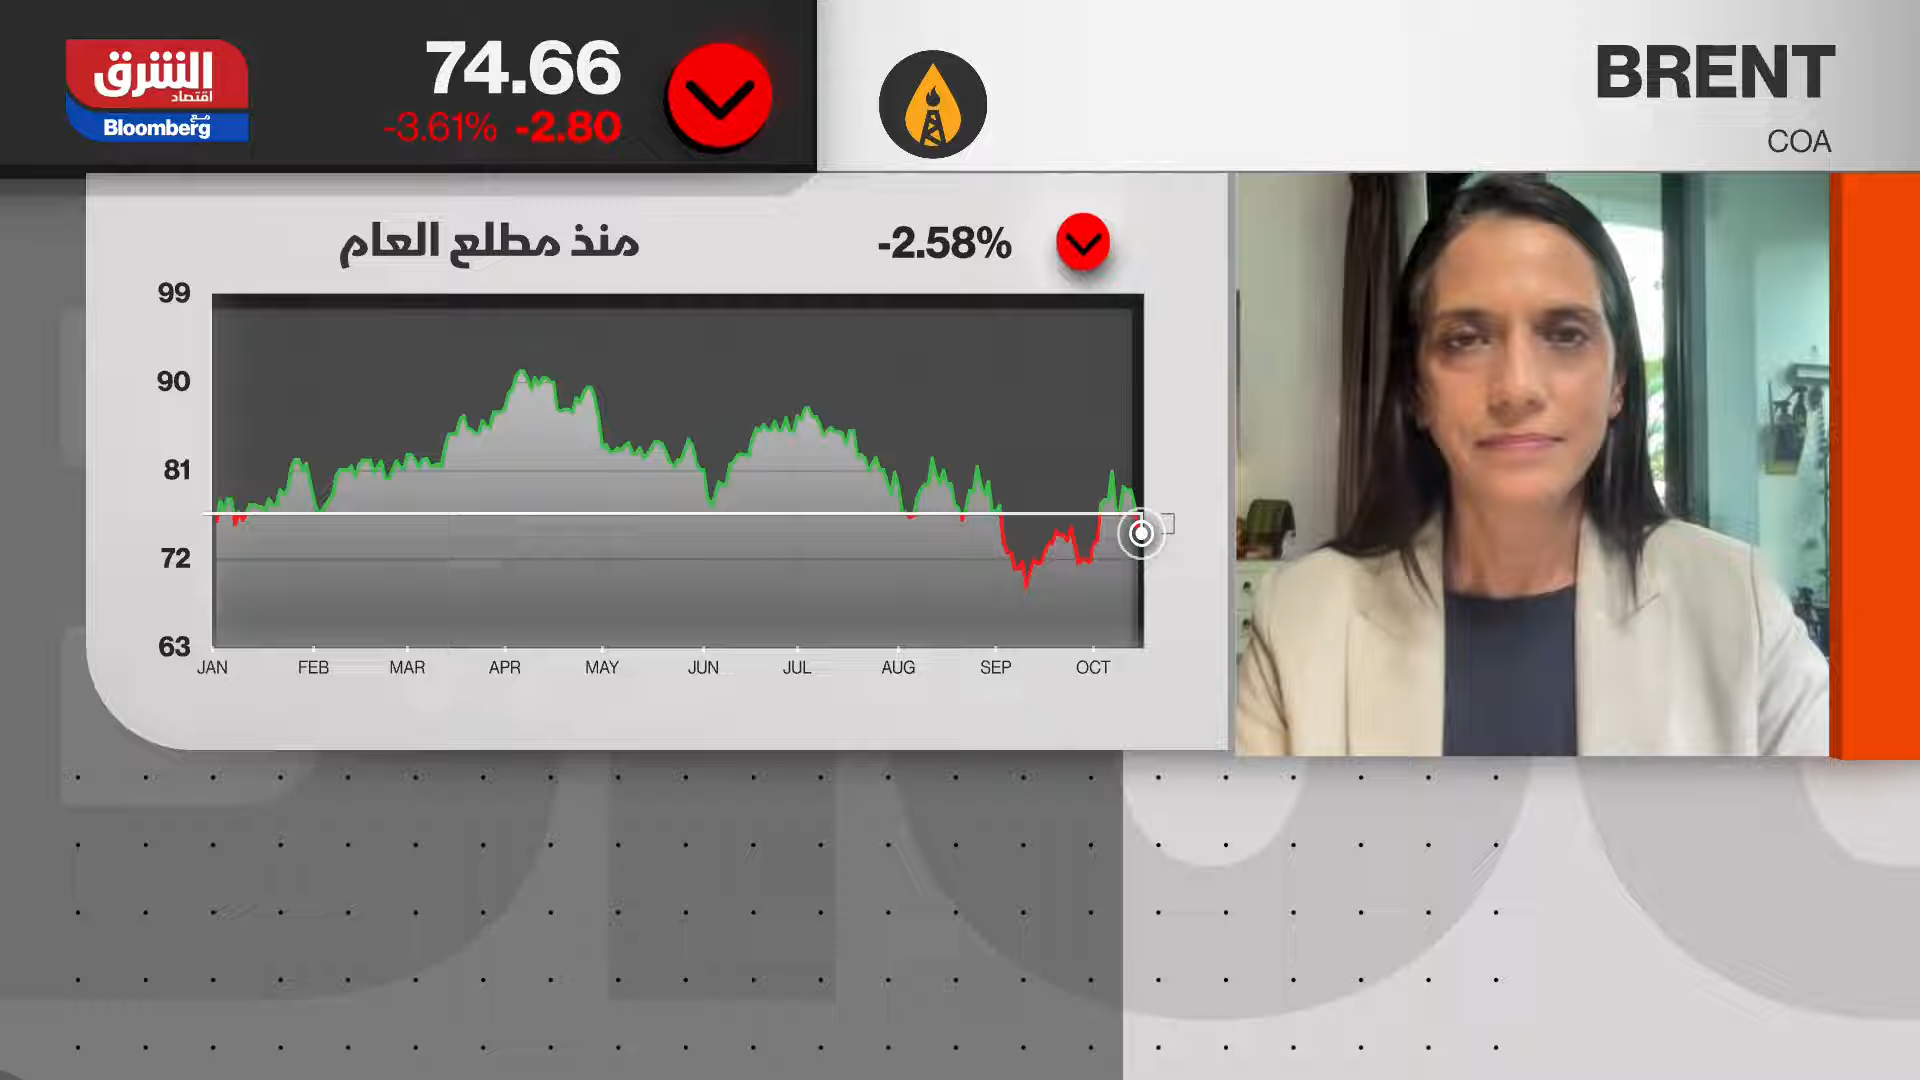 الشرق
اقتصاد
مع
Bloomberg
74.66
-3.61% -2.80
BRENT
COA
منذ مطلع العام
-2.58%
99
90
81
72
63
JAN FEB MAR APR MAY JUN JUL AUG SEP OCT